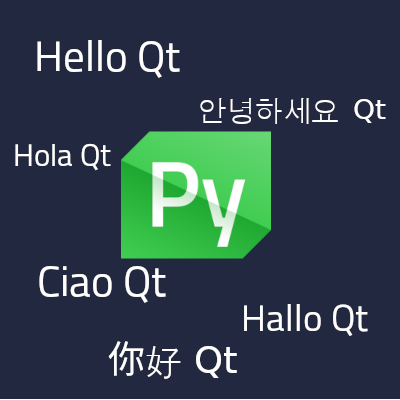 Hello Qt
안녕하세요 Qt
Hola Qt
Py
Ciao Qt
Hallo Qt
你好 Qt